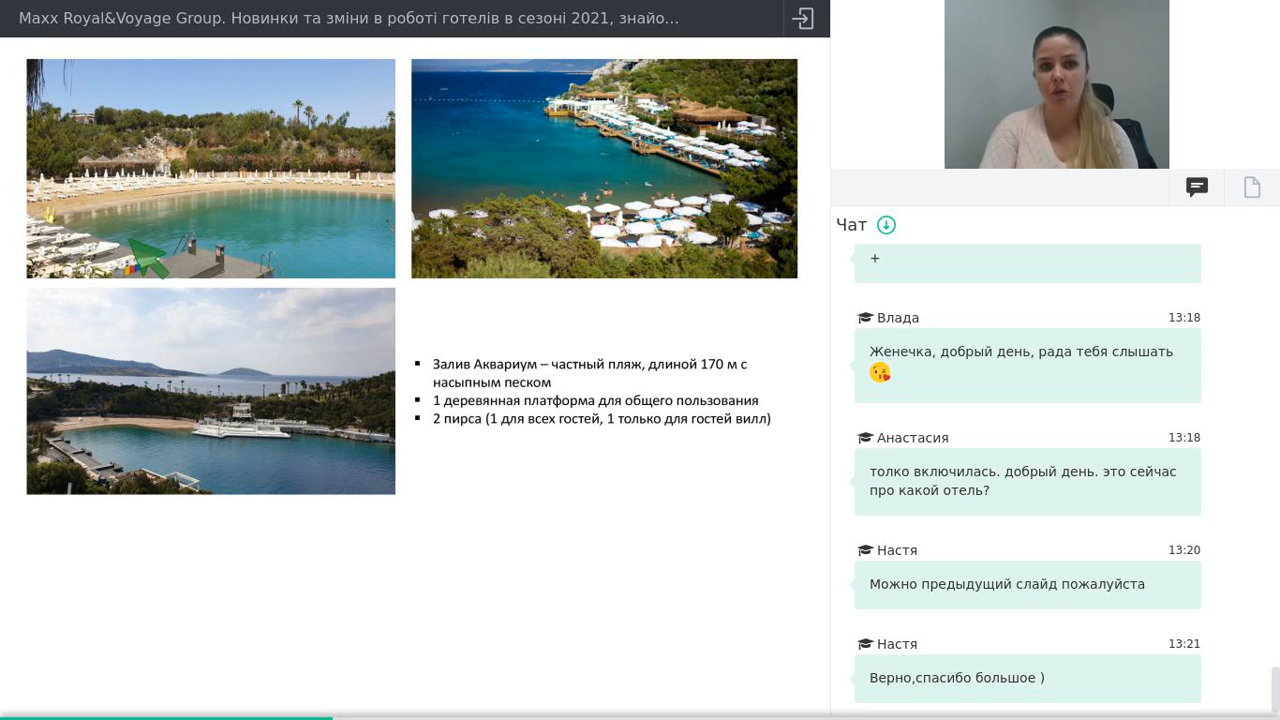 Maxx Royal&Voyage Group. Новинки та зміни в роботі готелів в сезоні 2021, знайо...
▪ Залив Аквариум – частный пляж, длиной 170 м с
насыпным песком
▪ 1 деревянная платформа для общего пользования
▪ 2 пирса (1 для всех гостей, 1 только для гостей вилл)
Чат
+
Влада 13:18
Женечка, добрый день, рада тебя слышать
😘
Анастасия 13:18
толко включилась. добрый день. это сейчас
про какой отель?
Настя 13:20
Можно предыдущий слайд пожалуйста
Настя 13:21
Верно,спасибо большое )